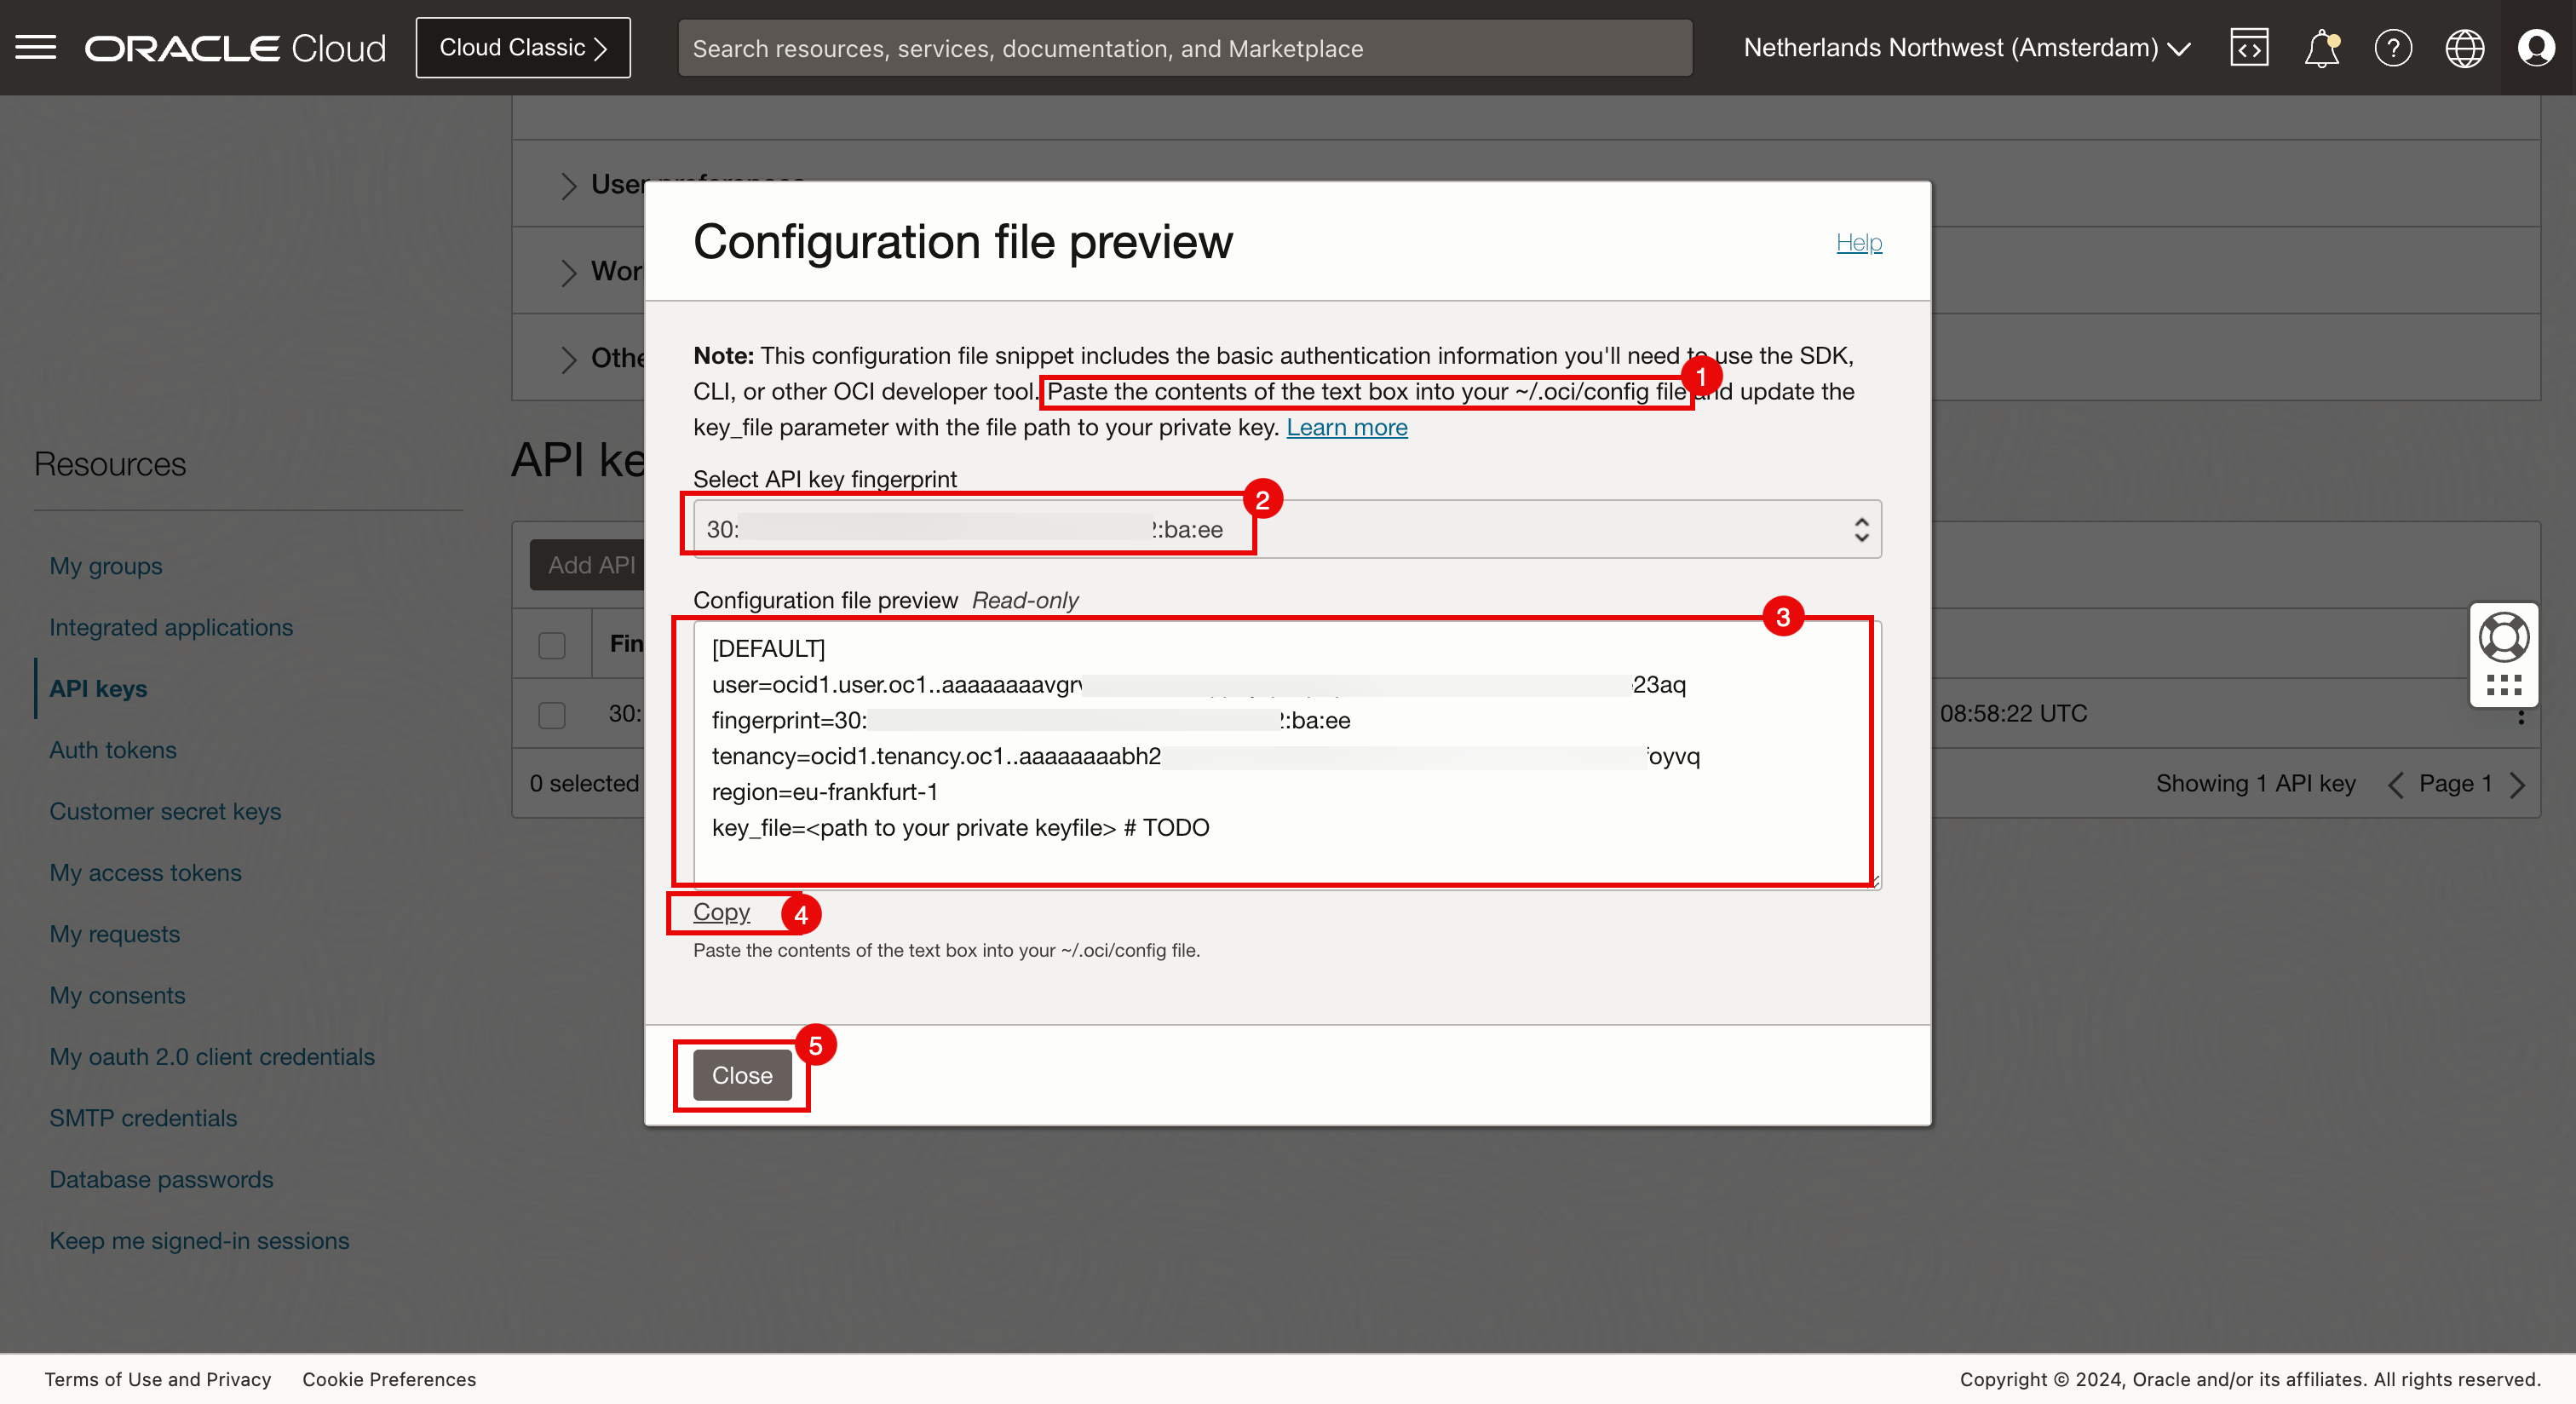 ORACLE Cloud
Cloud Classic
Search resources, services, documentation, and Marketplace
Netherlands Northwest (Amsterdam)
User preferences
Wor
Othe
Configuration file preview
Help
Note: This configuration file snippet includes the basic authentication information you'll need to use the SDK,
CLI, or other OCI developer tool. Paste the contents of the text box into your ~/.oci/config file and update the
key_file parameter with the file path to your private key. Learn more
1
Select API key fingerprint
2
30: :ba:ee
Configuration file preview Read-only
3
[DEFAULT]
user=ocid1.user.oc1..aaaaaaaavgr 23aq
fingerprint=30: :ba:ee
tenancy=ocid1.tenancy.oc1..aaaaaaaabh2 oyvq
region=eu-frankfurt-1
key_file=<path to your private keyfile> # TODO
Copy
4
Paste the contents of the text box into your ~/.oci/config file.
Close
5
Resources
My groups
Integrated applications
API keys
Auth tokens
Customer secret keys
My access tokens
My requests
My consents
My oauth 2.0 client credentials
SMTP credentials
Database passwords
Keep me signed-in sessions
API ke
Add API
Fin
30:
08:58:22 UTC
0 selected
Showing 1 API key
Page 1
Terms of Use and Privacy
Cookie Preferences
Copyright © 2024, Oracle and/or its affiliates. All rights reserved.